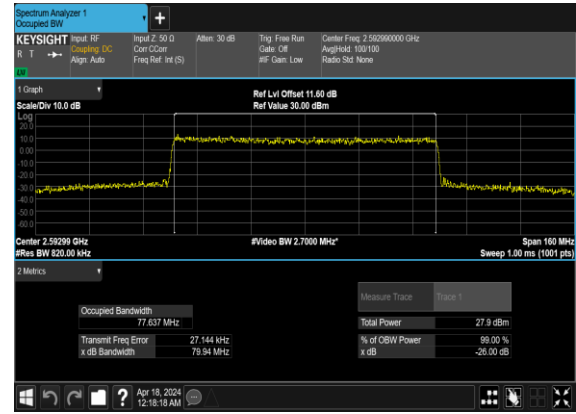 Spectrum Analyzer 1
Occupied BW
KEYSIGHT Input: RF Input Z: 50 Ω Atten: 30 dB Trig: Free Run Center Freq: 2.592990000 GHz
R T Coupling: DC Corr CCorr Gate: Off Avg|Hold: 100/100
Align: Auto Freq Ref: Int (S) #IF Gain: Low Radio Std: None
LW
1 Graph
Ref Lvl Offset 11.60 dB
Scale/Div 10.0 dB Ref Value 30.00 dBm
Log
20.0
10.0
0.00
-10.0
-20.0
-30.0
-40.0
-50.0
-60.0
Center 2.59299 GHz #Video BW 2.7000 MHz* Span 160 MHz
#Res BW 820.00 kHz Sweep 1.00 ms (1001 pts)
2 Metrics
Measure Trace Trace 1
Occupied Bandwidth
77.637 MHz Total Power 27.9 dBm
Transmit Freq Error 27.144 kHz % of OBW Power 99.00 %
x dB Bandwidth 79.94 MHz x dB -26.00 dB
? Apr 18, 2024
12:18:18 AM